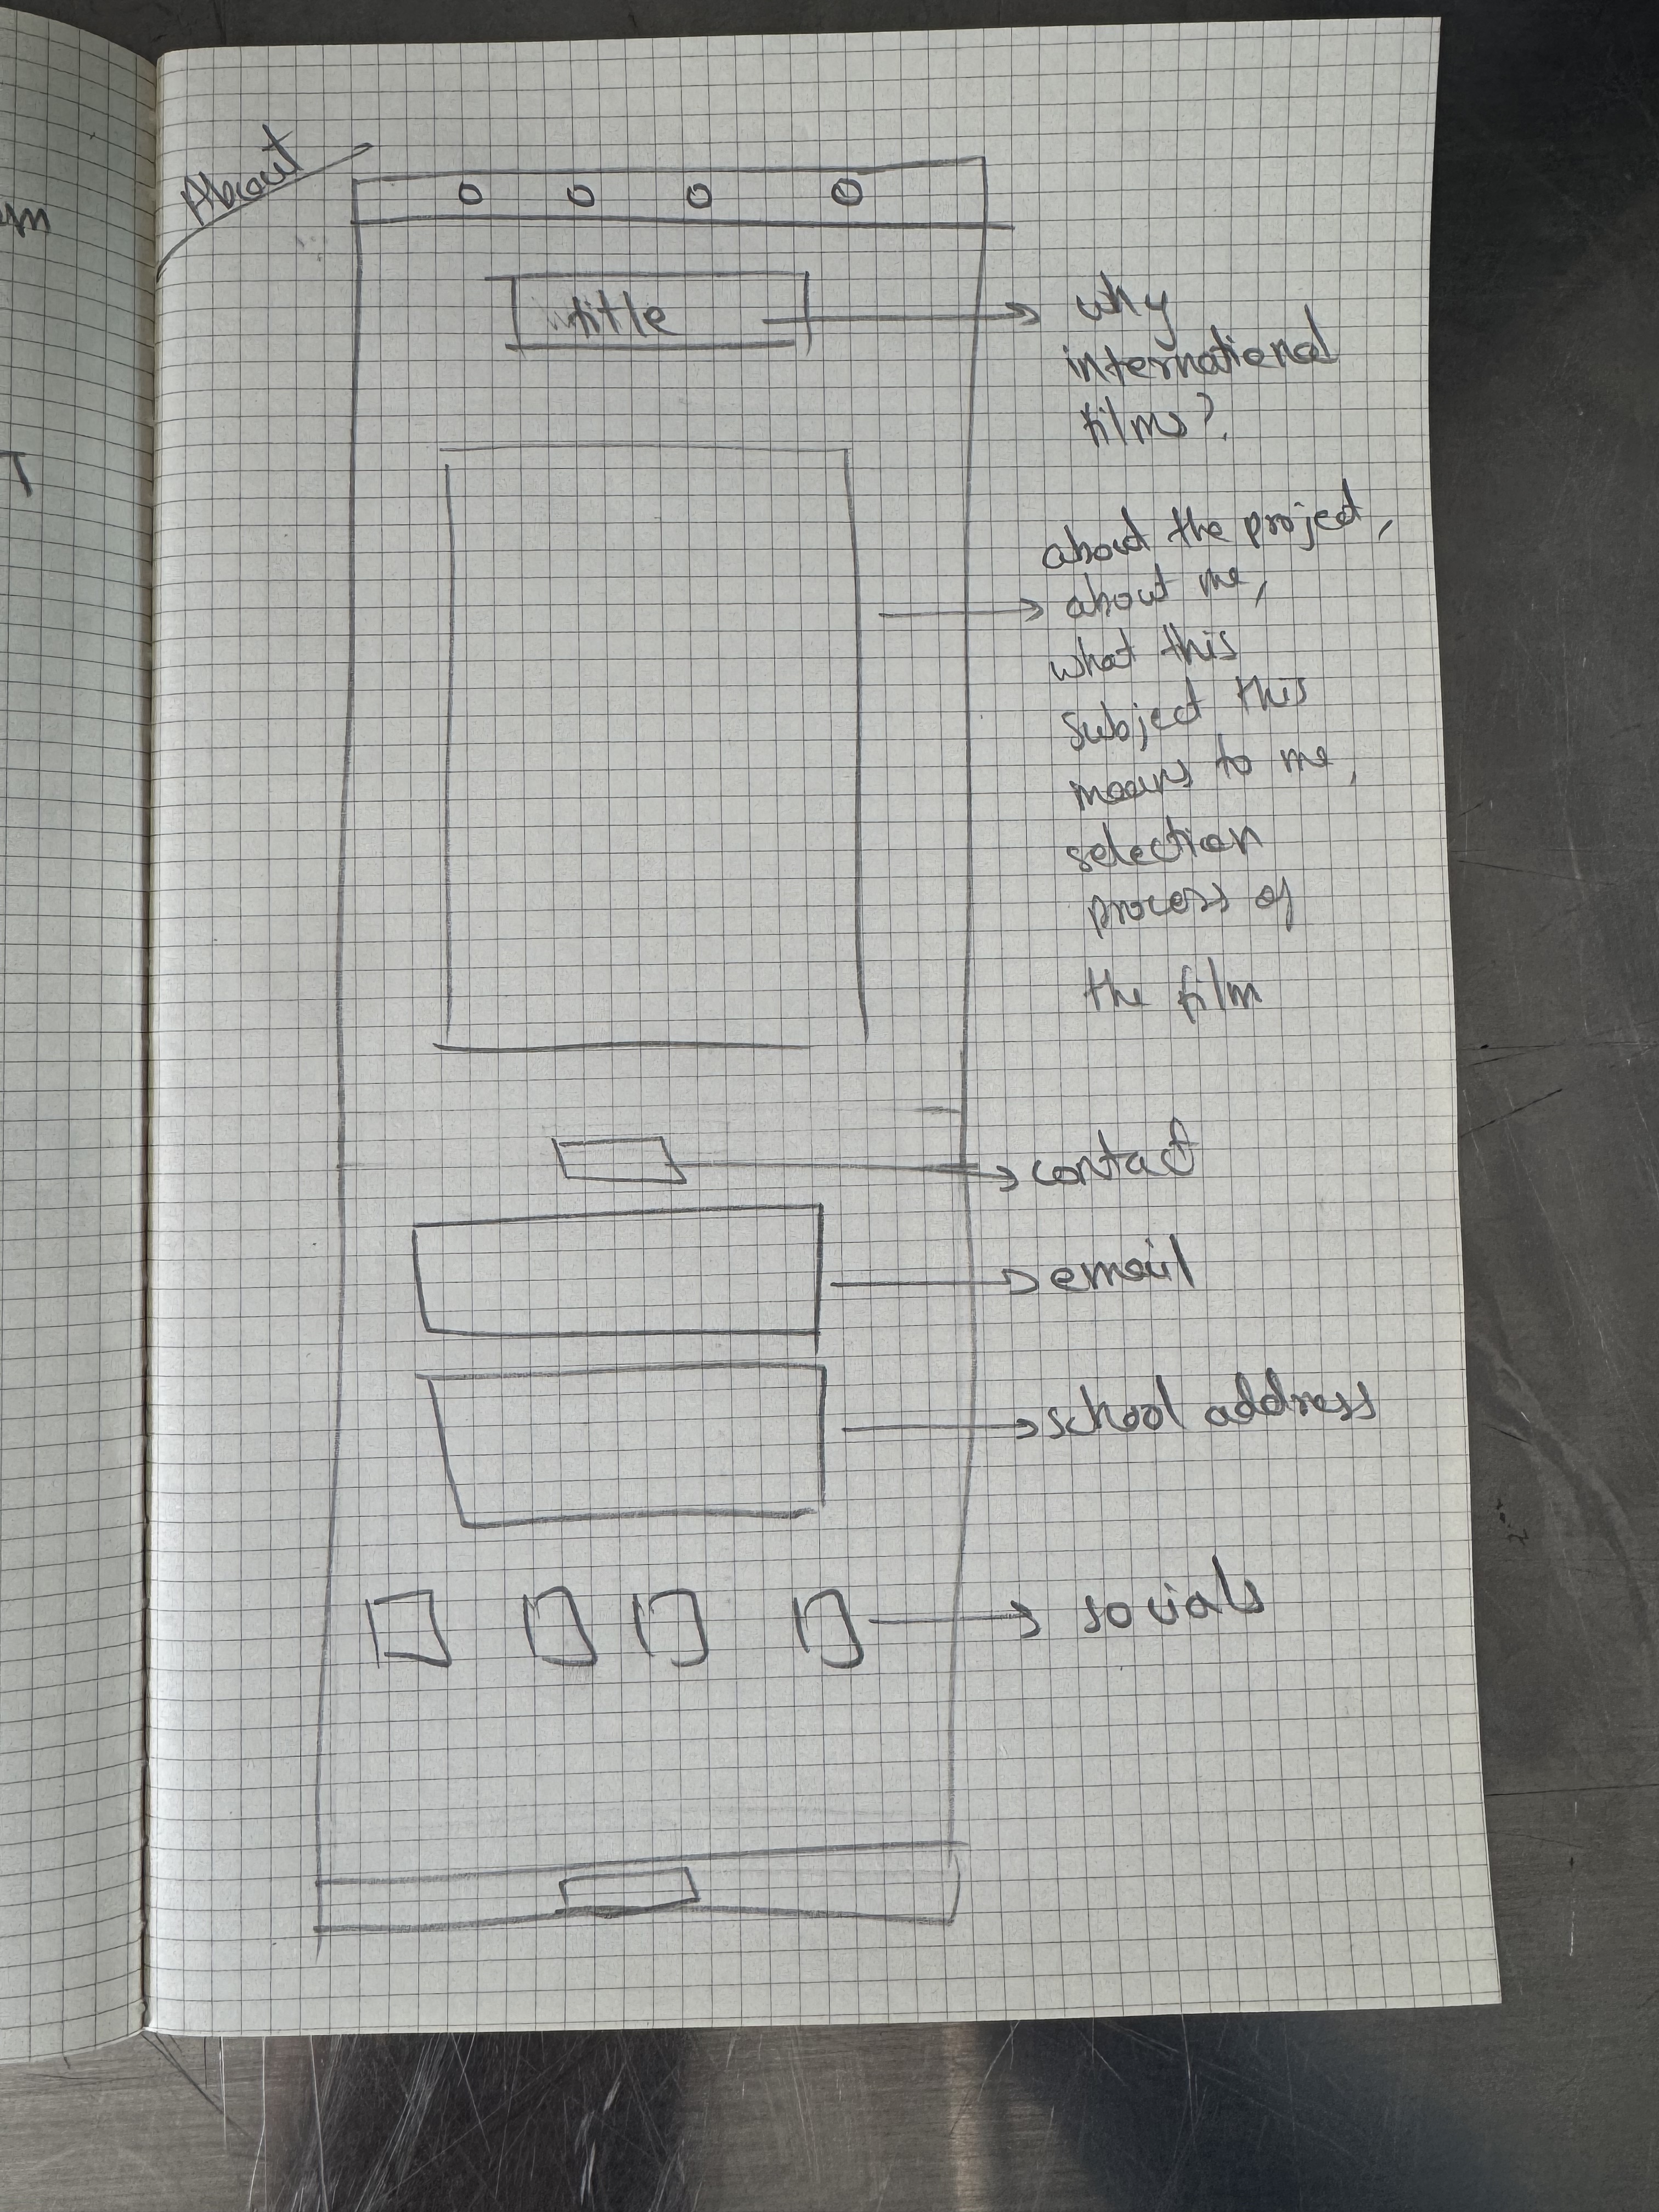 About
title
why
international
films?
about the project,
about me,
what this
subject this
means to me,
selection
process of
the film
contact
email
school address
socials